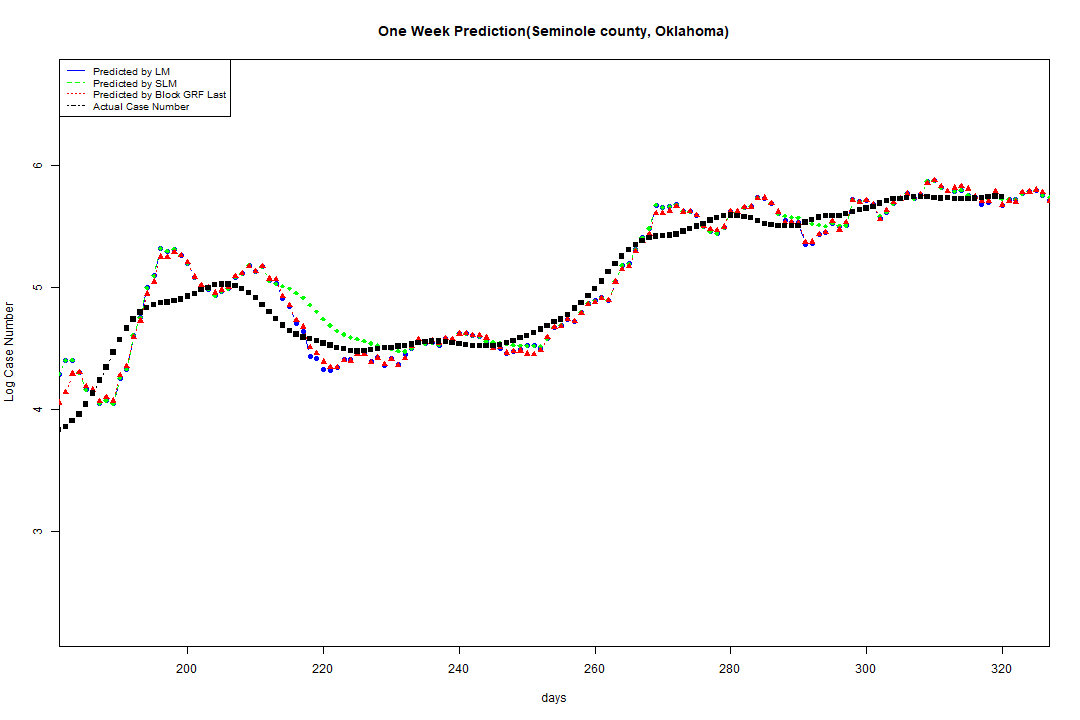 One Week Prediction(Seminole county, Oklahoma)
Predicted by LM
Predicted by SLM
Predicted by Block GRF Last
Actual Case Number
6
5
4
3
Log Case Number
200 220 240 260 280 300 320
days